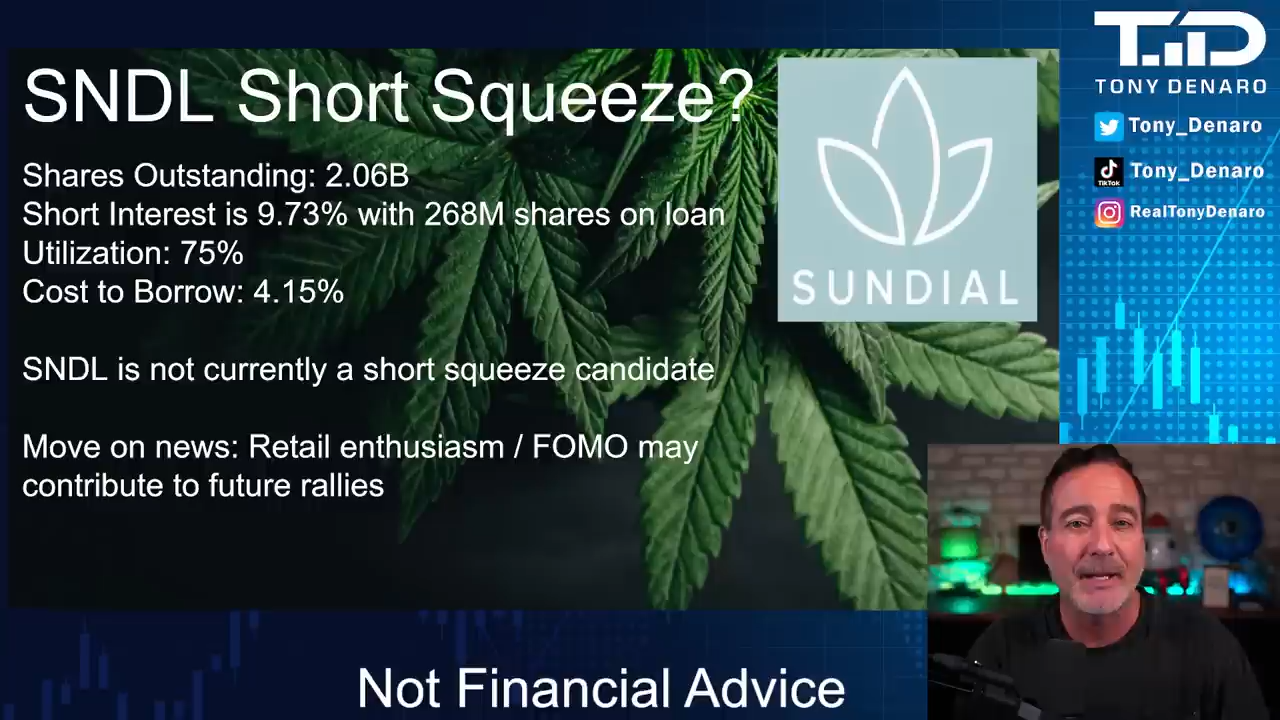 SNDL Short Squeeze?
Shares Outstanding: 2.06B
Short Interest is 9.73% with 268M shares on loan
Utilization: 75%
Cost to Borrow: 4.15%
SNDL is not currently a short squeeze candidate
Move on news: Retail enthusiasm / FOMO may
contribute to future rallies
SUNDIAL
TD
TONY DENARO
Tony_Denaro
TikTok
Tony_Denaro
RealTonyDenaro
Not Financial Advice